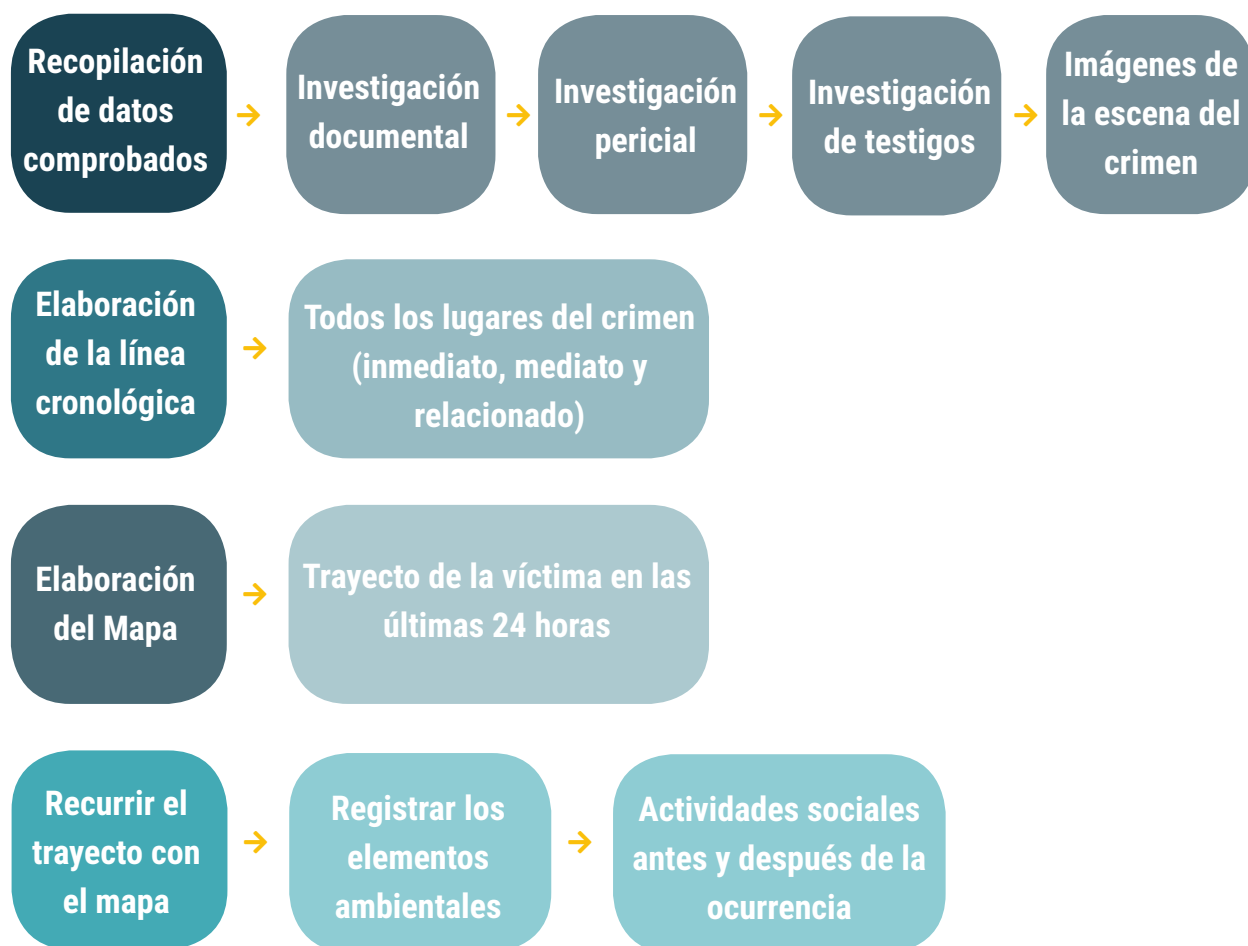 Recopilación
de datos
comprobados
Investigación
documental
Investigación
pericial
Investigación
de testigos
Imágenes de
la escena del
crimen
Elaboración
de la línea
cronológica
Todos los lugares del crimen
(inmediato, mediato y
relacionado)
Elaboración
del Mapa
Trayecto de la víctima en las
últimas 24 horas
Recurrir el
trayecto con
el mapa
Registrar los
elementos
ambientales
Actividades sociales
antes y después de la
ocurrencia